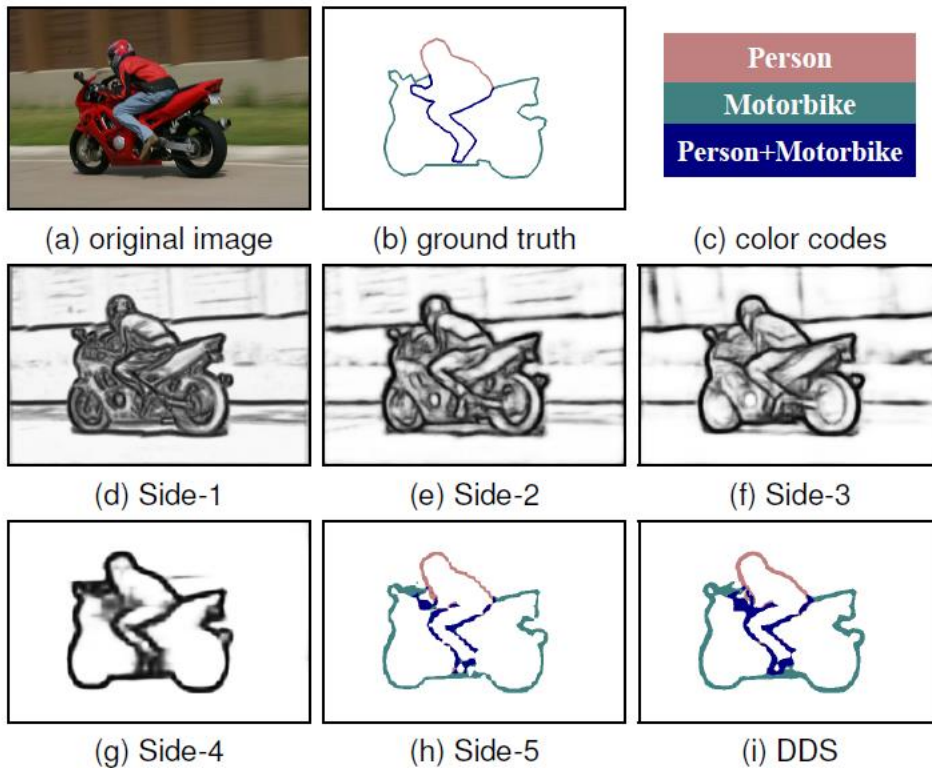 Person
Motorbike
Person+Motorbike
(a) original image
(b) ground truth
(c) color codes
(d) Side-1
(e) Side-2
(f) Side-3
(g) Side-4
(h) Side-5
(i) DDS